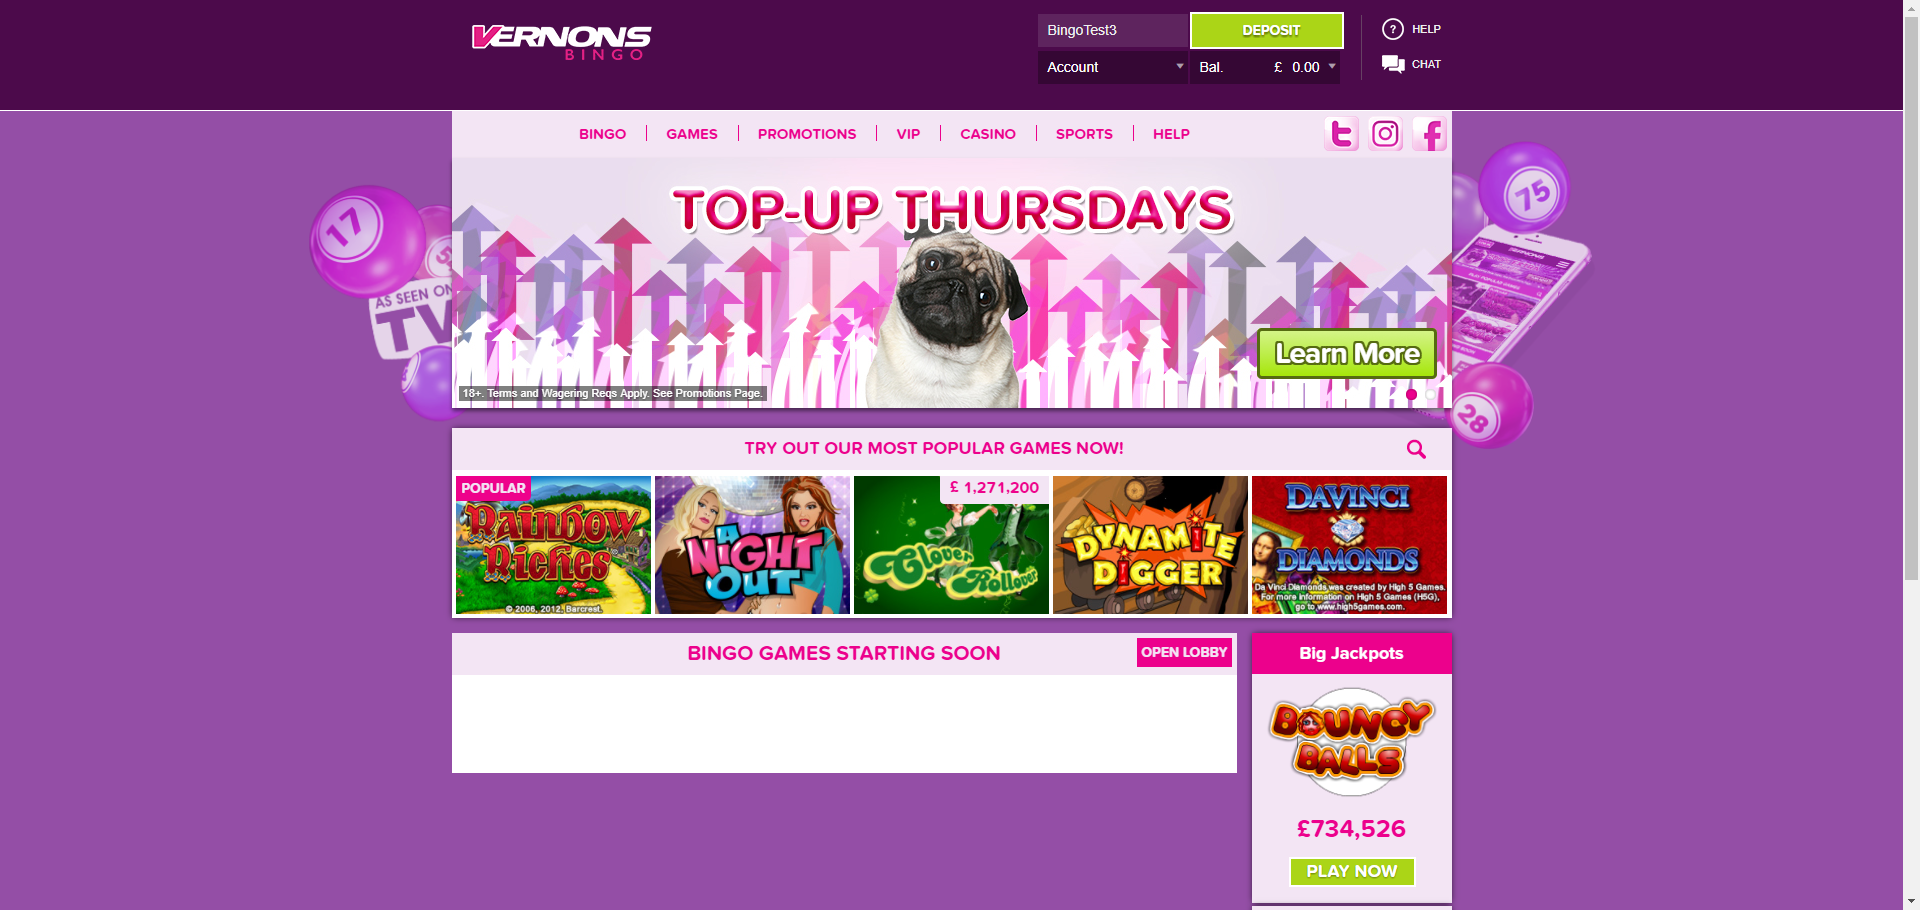 VERNONS
BINGO
BingoTest3
DEPOSIT
? HELP
Account
Bal. £ 0.00
CHAT
BINGO GAMES PROMOTIONS VIP CASINO SPORTS HELP
TOP-UP THURSDAYS
17
75
AS SEEN ON
TV
Learn More
18+. Terms and Wagering Reqs Apply. See Promotions Page.
28
TRY OUT OUR MOST POPULAR GAMES NOW!
POPULAR
Rainbow
Riches
© 2006, 2012, Barcrest.
A
NIGHT
OUT
£ 1,271,200
Clover
Rollover
DYNAMITE
DIGGER
DAVINCI
DIAMONDS
Da Vinci Diamonds was created by High 5 Games.
For more information on High 5 Games (H5G),
go to www.high5games.com.
BINGO GAMES STARTING SOON
OPEN LOBBY
Big Jackpots
BOUNCY
BALLS
£734,526
PLAY NOW